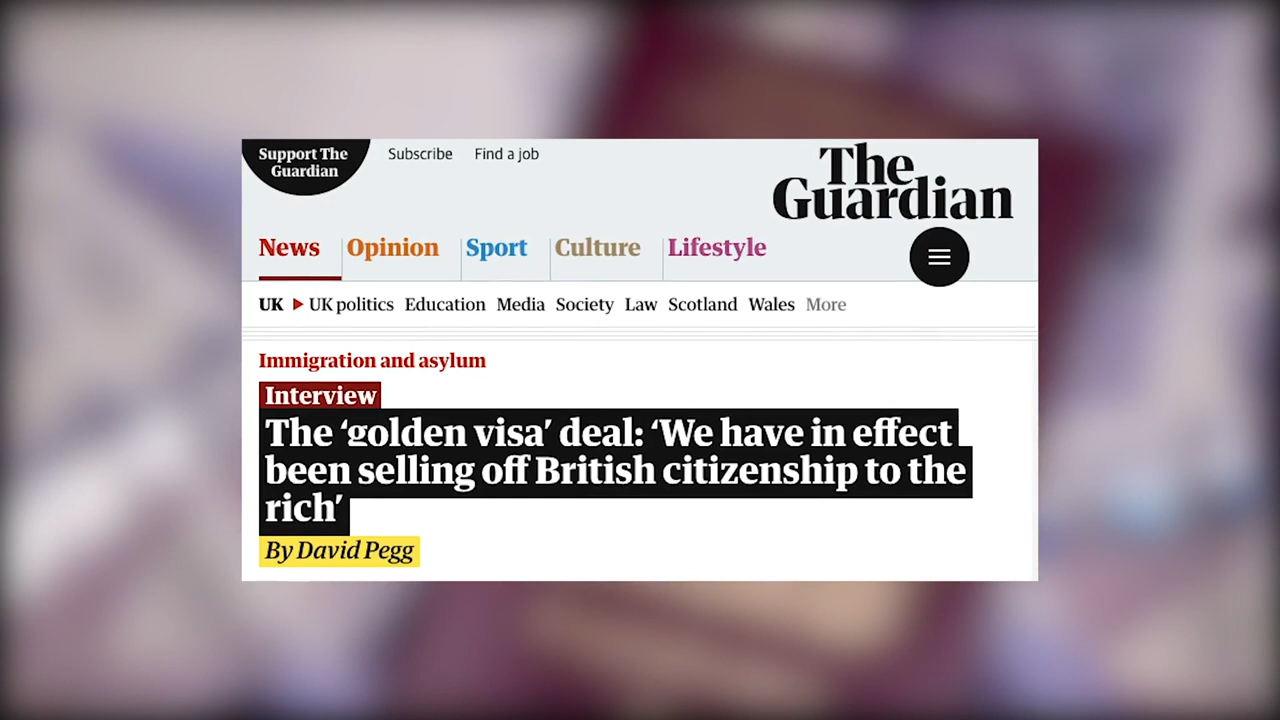 Support The
Guardian
Subscribe Find a job
The
Guardian
News Opinion Sport Culture Lifestyle
UK UK politics Education Media Society Law Scotland Wales More
Immigration and asylum
Interview
The ‘golden visa’ deal: ‘We have in effect
been selling off British citizenship to the
rich’
By David Pegg